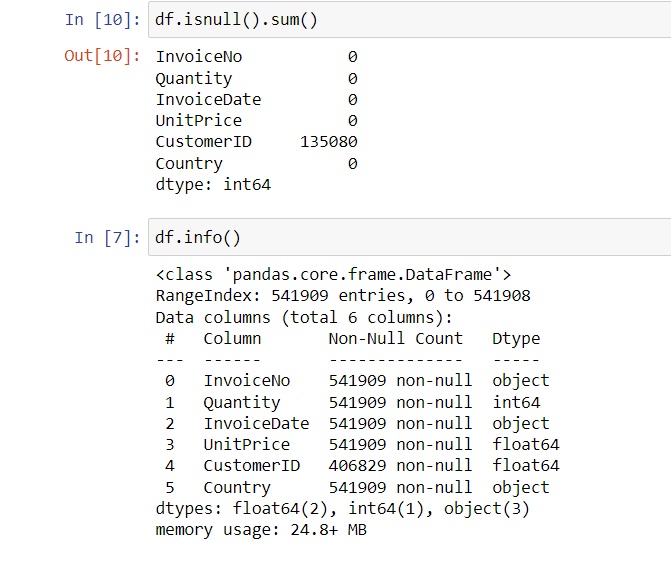 In [10]: df.isnull().sum()
Out[10]: InvoiceNo           0
Quantity            0
InvoiceDate         0
UnitPrice           0
CustomerID     135080
Country             0
dtype: int64
In [7]: df.info()
<class 'pandas.core.frame.DataFrame'>
RangeIndex: 541909 entries, 0 to 541908
Data columns (total 6 columns):
 #   Column       Non-Null Count   Dtype
---  ------       --------------   -----
 0   InvoiceNo    541909 non-null  object
 1   Quantity     541909 non-null  int64
 2   InvoiceDate  541909 non-null  object
 3   UnitPrice    541909 non-null  float64
 4   CustomerID   406829 non-null  float64
 5   Country      541909 non-null  object
dtypes: float64(2), int64(1), object(3)
memory usage: 24.8+ MB